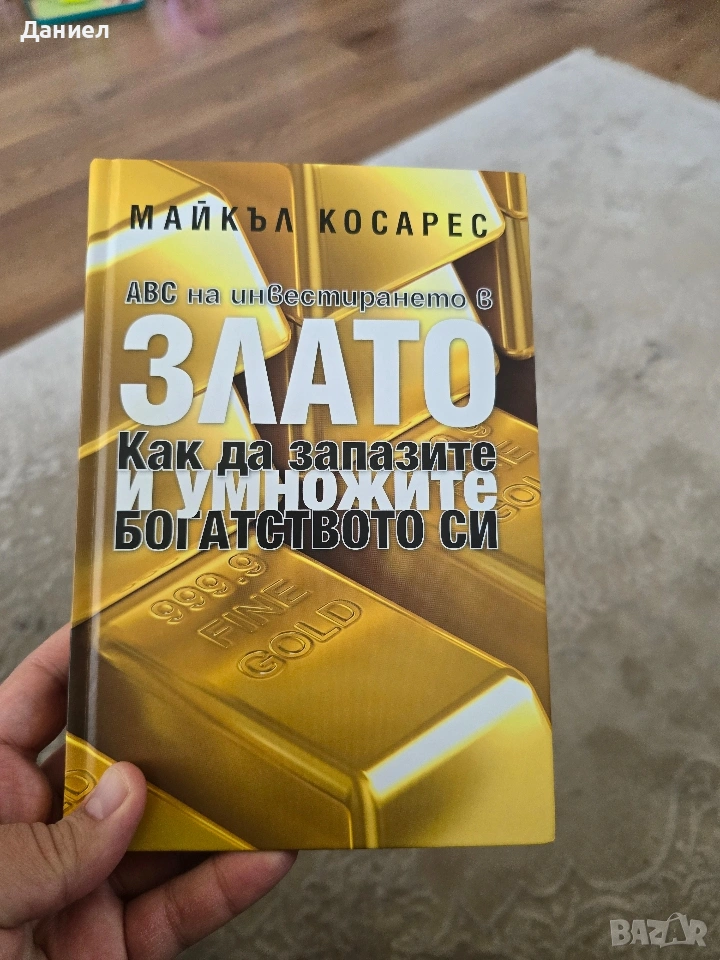 Даниел
МАЙКЪЛ КОСАРЕС
ABC на инвестирането в
ЗЛАТО
Как да запазите
и умножите
БОГАТСТВОТО СИ
999.9
FINE
GOLD
BAZAR